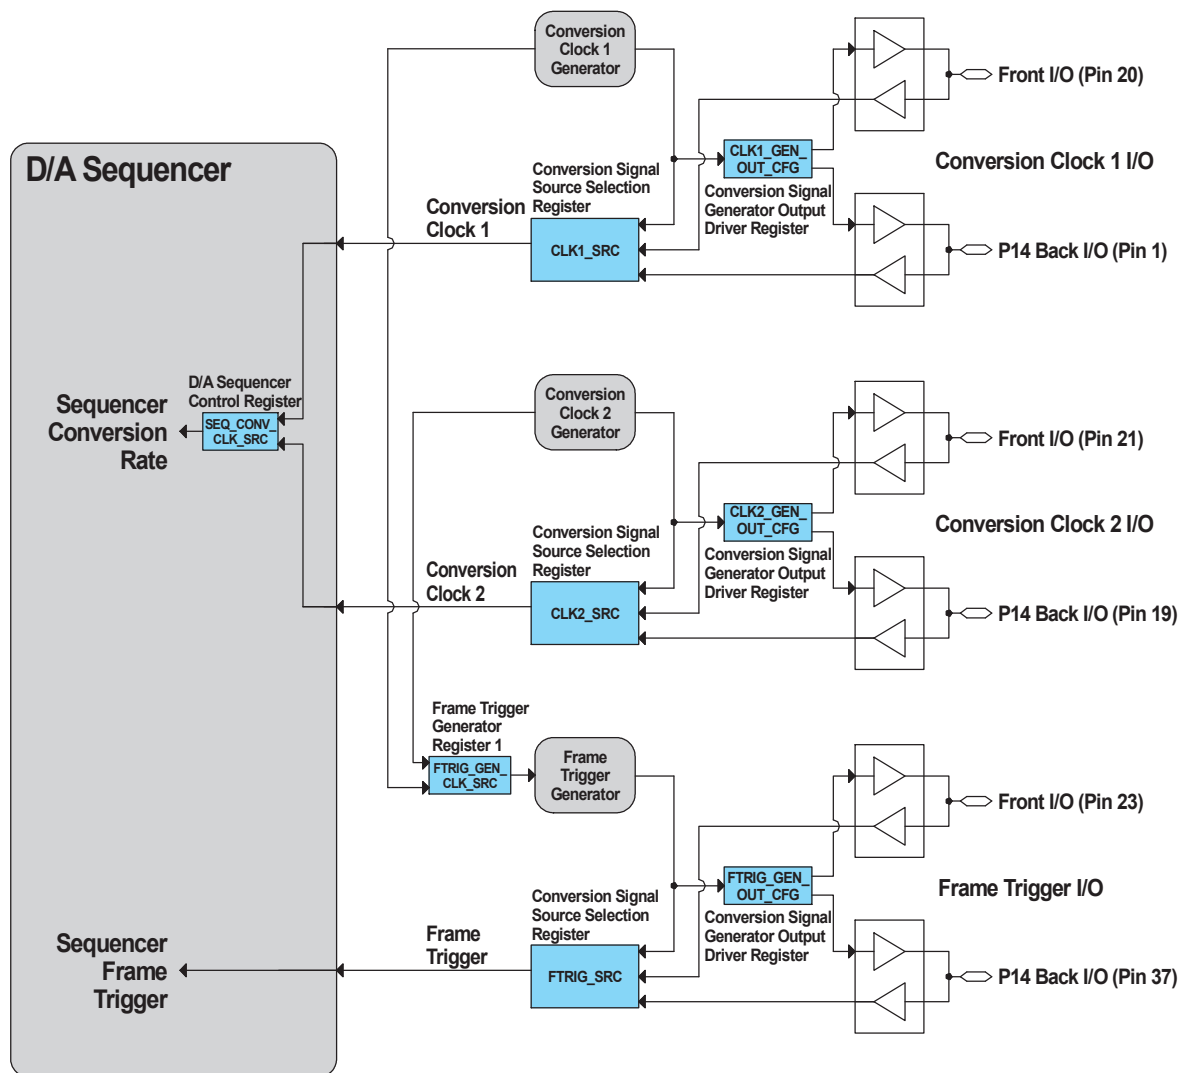 Conversion
Clock 1
Generator
Front I/O (Pin 20)
D/A Sequencer
CLK1_GEN_
OUT_CFG
Conversion Clock 1 I/O
Conversion Signal
Source Selection
Register
Conversion Signal
Generator Output
Driver Register
Conversion
Clock 1
CLK1_SRC
P14 Back I/O (Pin 1)
D/A Sequencer
Control Register
Sequencer
Conversion
Rate
SEQ_CONV_
CLK_SRC
Conversion
Clock 2
Generator
Front I/O (Pin 21)
CLK2_GEN_
OUT_CFG
Conversion Clock 2 I/O
Conversion Signal
Source Selection
Register
Conversion Signal
Generator Output
Driver Register
Conversion
Clock 2
CLK2_SRC
P14 Back I/O (Pin 19)
Frame Trigger
Generator
Register 1
FTRIG_GEN_
CLK_SRC
Frame
Trigger
Generator
Front I/O (Pin 23)
FTRIG_GEN_
OUT_CFG
Frame Trigger I/O
Conversion Signal
Source Selection
Register
Conversion Signal
Generator Output
Driver Register
Sequencer
Frame
Trigger
Frame
Trigger
FTRIG_SRC
P14 Back I/O (Pin 37)